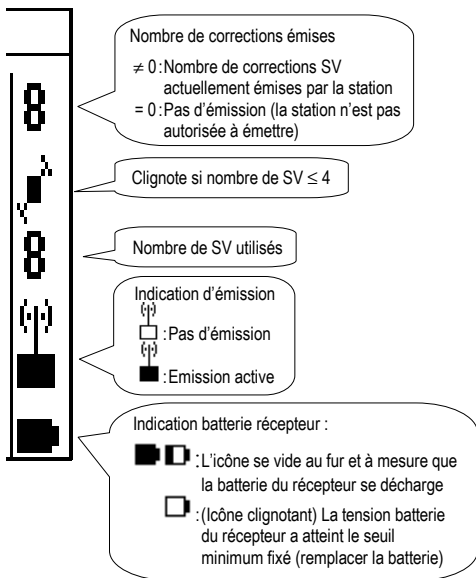 Nombre de corrections émises
≠ 0 : Nombre de corrections SV
actuellement émises par la station
= 0 : Pas d’émission (la station n’est pas
autorisée à émettre)
8
Clignote si nombre de SV ≤ 4
8
Nombre de SV utilisés
Indication d’émission
: Pas d’émission
: Emission active
Indication batterie récepteur :
: L’icône se vide au fur et à mesure que
la batterie du récepteur se décharge
: (Icône clignotant) La tension batterie
du récepteur a atteint le seuil
minimum fixé (remplacer la batterie)